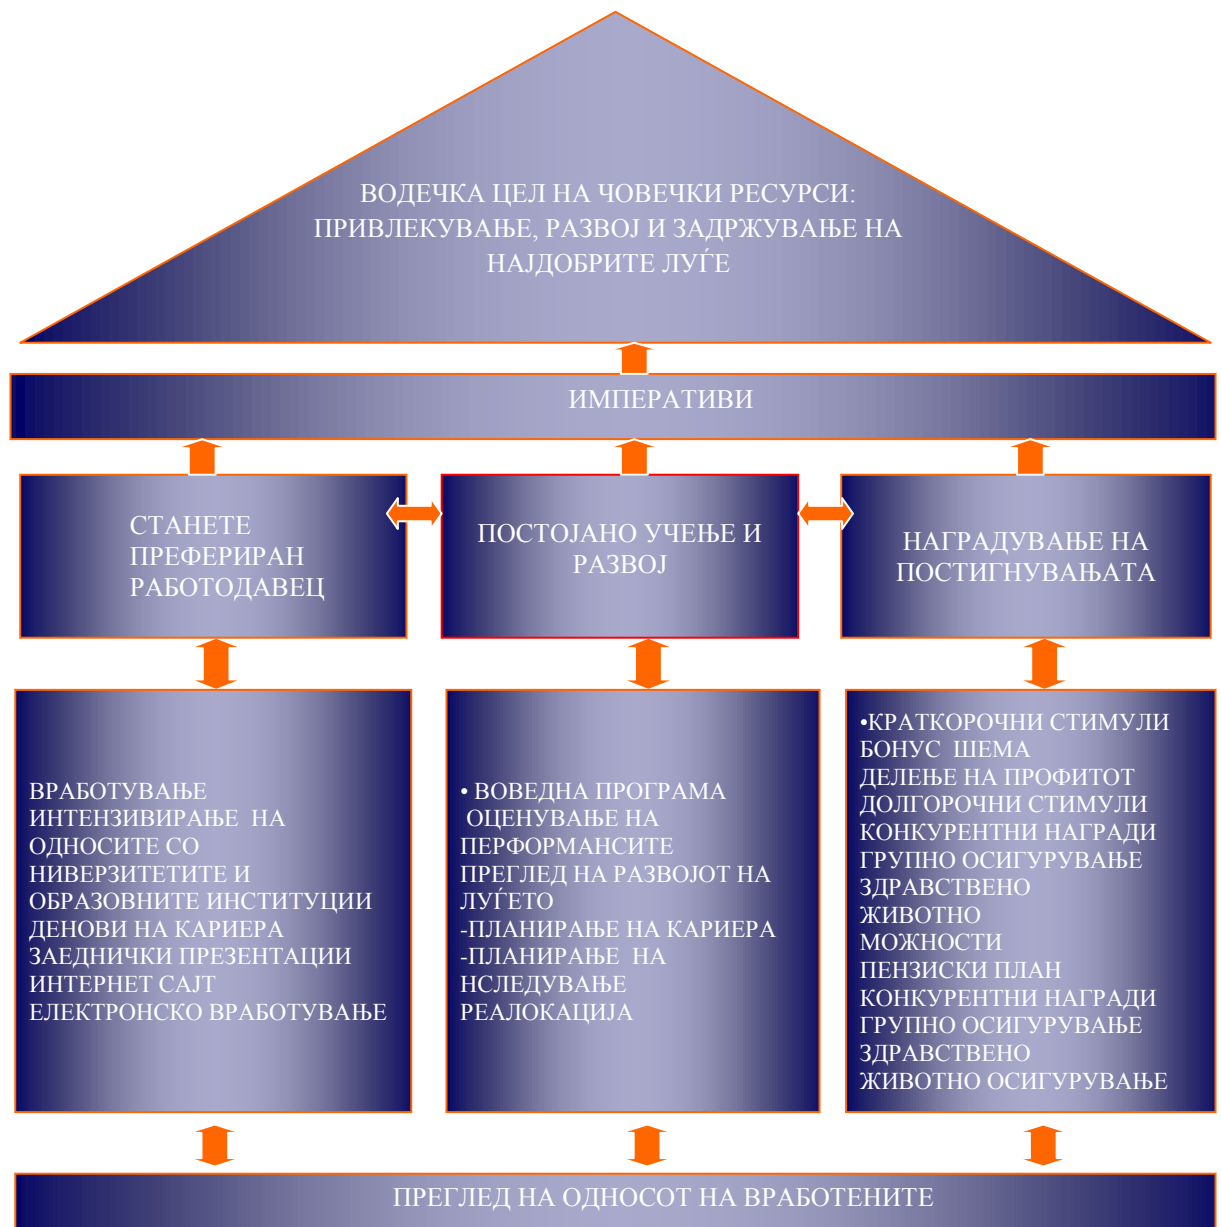 ВОДЕЧКА ЦЕЛ НА ЧОВЕЧКИ РЕСУРСИ:
ПРИВЛЕКУВАЊЕ, РАЗВОЈ И ЗАДРЖУВАЊЕ НА
НАЈДОБРИТЕ ЛУЃЕ
ИМПЕРАТИВИ
СТАНЕТЕ
ПРЕФЕРИРАН
РАБОТОДАВЕЦ
ПОСТОЈАНО УЧЕЊЕ И
РАЗВОЈ
НАГРАДУВАЊЕ НА
ПОСТИГНУВАЊАТА
ВРАБОТУВАЊЕ
ИНТЕНЗИВИРАЊЕ НА
ОДНОСИТЕ СО
НИВЕРЗИТЕТИТЕ И
ОБРАЗОВНИТЕ ИНСТИТУЦИИ
ДЕНОВИ НА КАРИЕРА
ЗАЕДНИЧКИ ПРЕЗЕНТАЦИИ
ИНТЕРНЕТ САЈТ
ЕЛЕКТРОНСКО ВРАБОТУВАЊЕ
• ВОВЕДНА ПРОГРАМА
ОЦЕНУВАЊЕ НА
ПЕРФОРМАНСИТЕ
ПРЕГЛЕД НА РАЗВОЈОТ НА
ЛУЃЕТО
-ПЛАНИРАЊЕ НА КАРИЕРА
-ПЛАНИРАЊЕ НА
НСЛЕДУВАЊЕ
РЕАЛОКАЦИЈА
•КРАТКОРОЧНИ СТИМУЛИ
БОНУС ШЕМА
ДЕЛЕЊЕ НА ПРОФИТОТ
ДОЛГОРОЧНИ СТИМУЛИ
КОНКУРЕНТНИ НАГРАДИ
ГРУПНО ОСИГУРУВАЊЕ
ЗДРАВСТВЕНО
ЖИВОТНО
МОЖНОСТИ
ПЕНЗИСКИ ПЛАН
КОНКУРЕНТНИ НАГРАДИ
ГРУПНО ОСИГУРУВАЊЕ
ЗДРАВСТВЕНО
ЖИВОТНО ОСИГУРУВАЊЕ
ПРЕГЛЕД НА ОДНОСОТ НА ВРАБОТЕНИТЕ